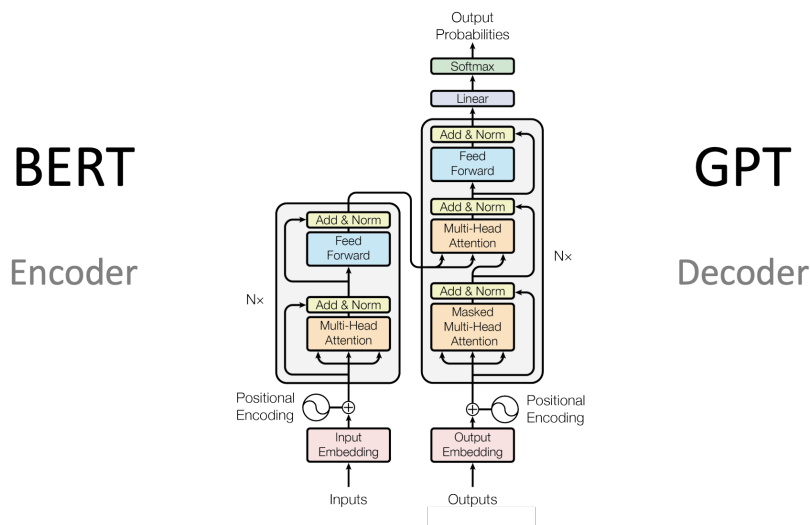 BERT
Encoder
Output
Probabilities
Softmax
Linear
Add & Norm
Feed
Forward
Add & Norm
Multi-Head
Attention
Add & Norm
Masked
Multi-Head
Attention
Nx
Add & Norm
Feed
Forward
Add & Norm
Multi-Head
Attention
Nx
Positional
Encoding
Positional
Encoding
Input
Embedding
Output
Embedding
Inputs
Outputs
GPT
Decoder